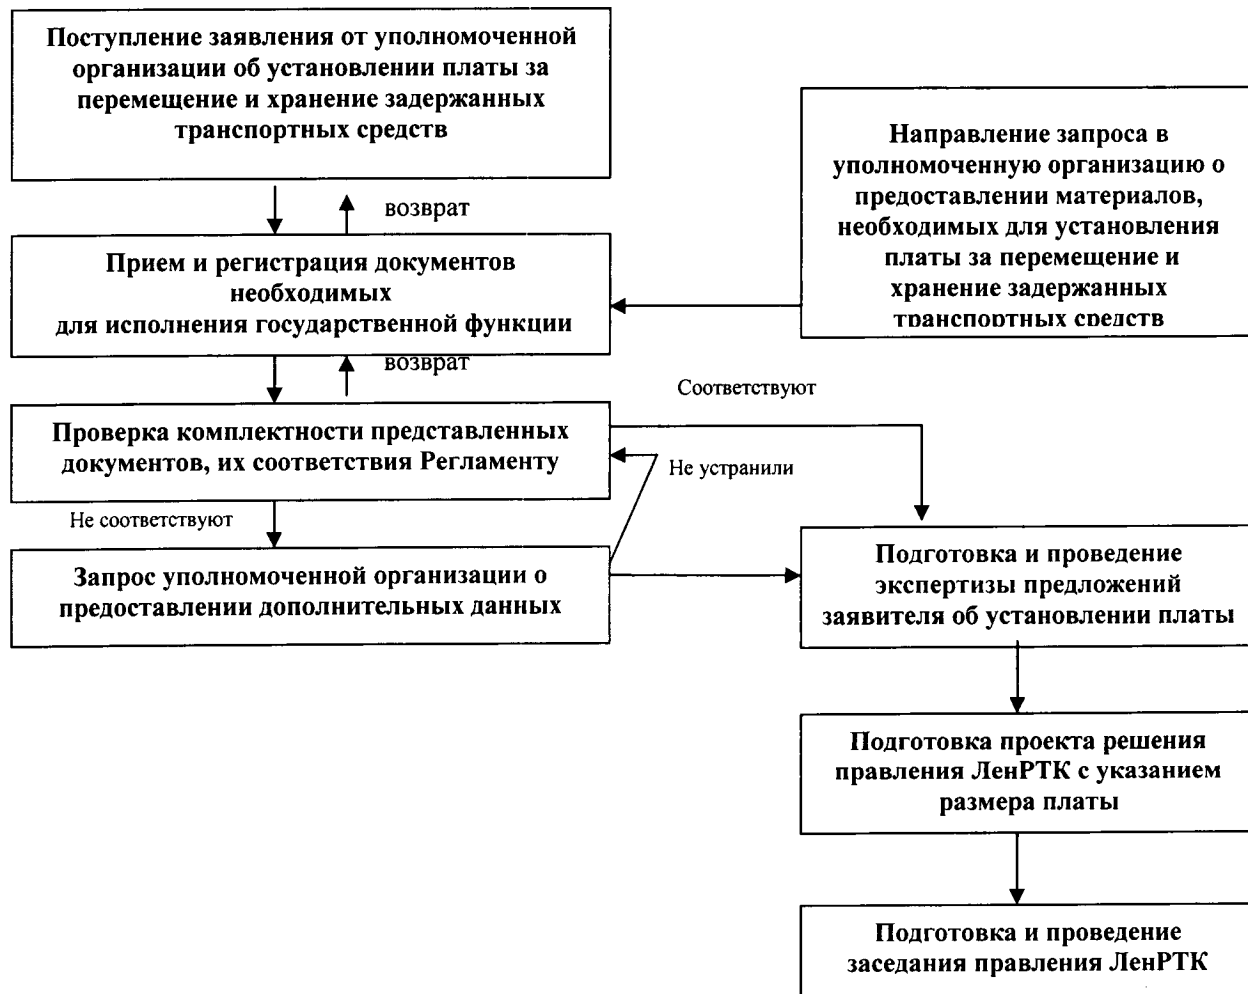 Поступление заявления от уполномоченной
организации об установлении платы за
перемещение и хранение задержанных
транспортных средств
возврат
Прием и регистрация документов
необходимых
для исполнения государственной функции
Направление запроса в
уполномоченную организацию о
предоставлении материалов,
необходимых для установления
платы за перемещение и
хранение задержанных
транспортных средств
возврат
Проверка комплектности представленных
документов, их соответствия Регламенту
Соответствуют
Не устранили
Не соответствуют
Запрос уполномоченной организации о
предоставлении дополнительных данных
Подготовка и проведение
экспертизы предложений
заявителя об установлении платы
Подготовка проекта решения
правления ЛенРТК с указанием
размера платы
Подготовка и проведение
заседания правления ЛенРТК